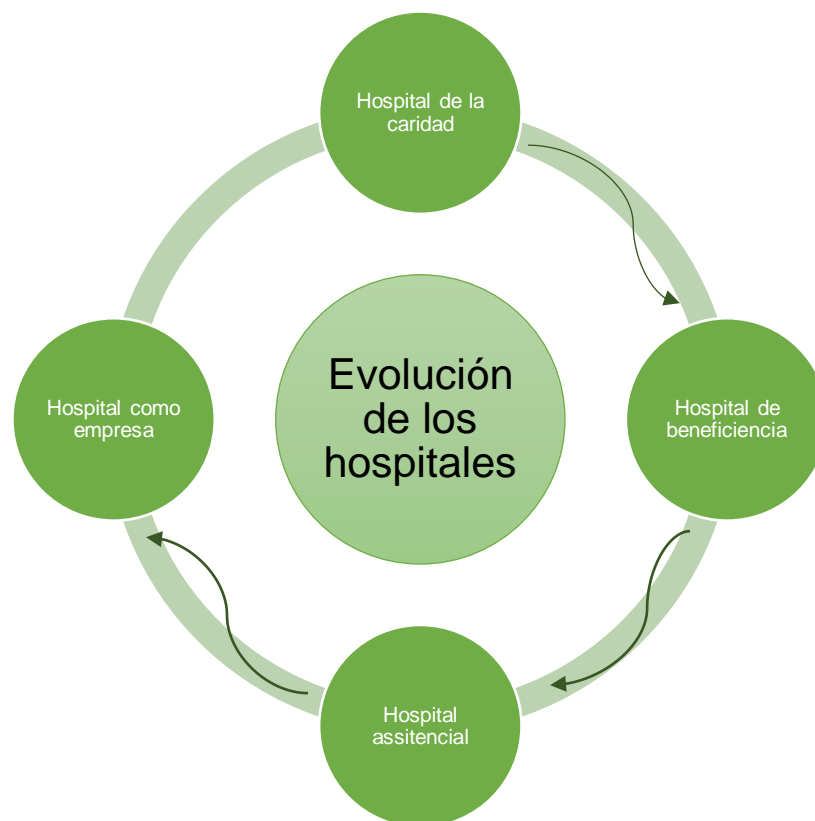 Hospital de la
caridad
Evolución
de los
hospitales
Hospital como
empresa
Hospital de
beneficiencia
Hospital
assitencial